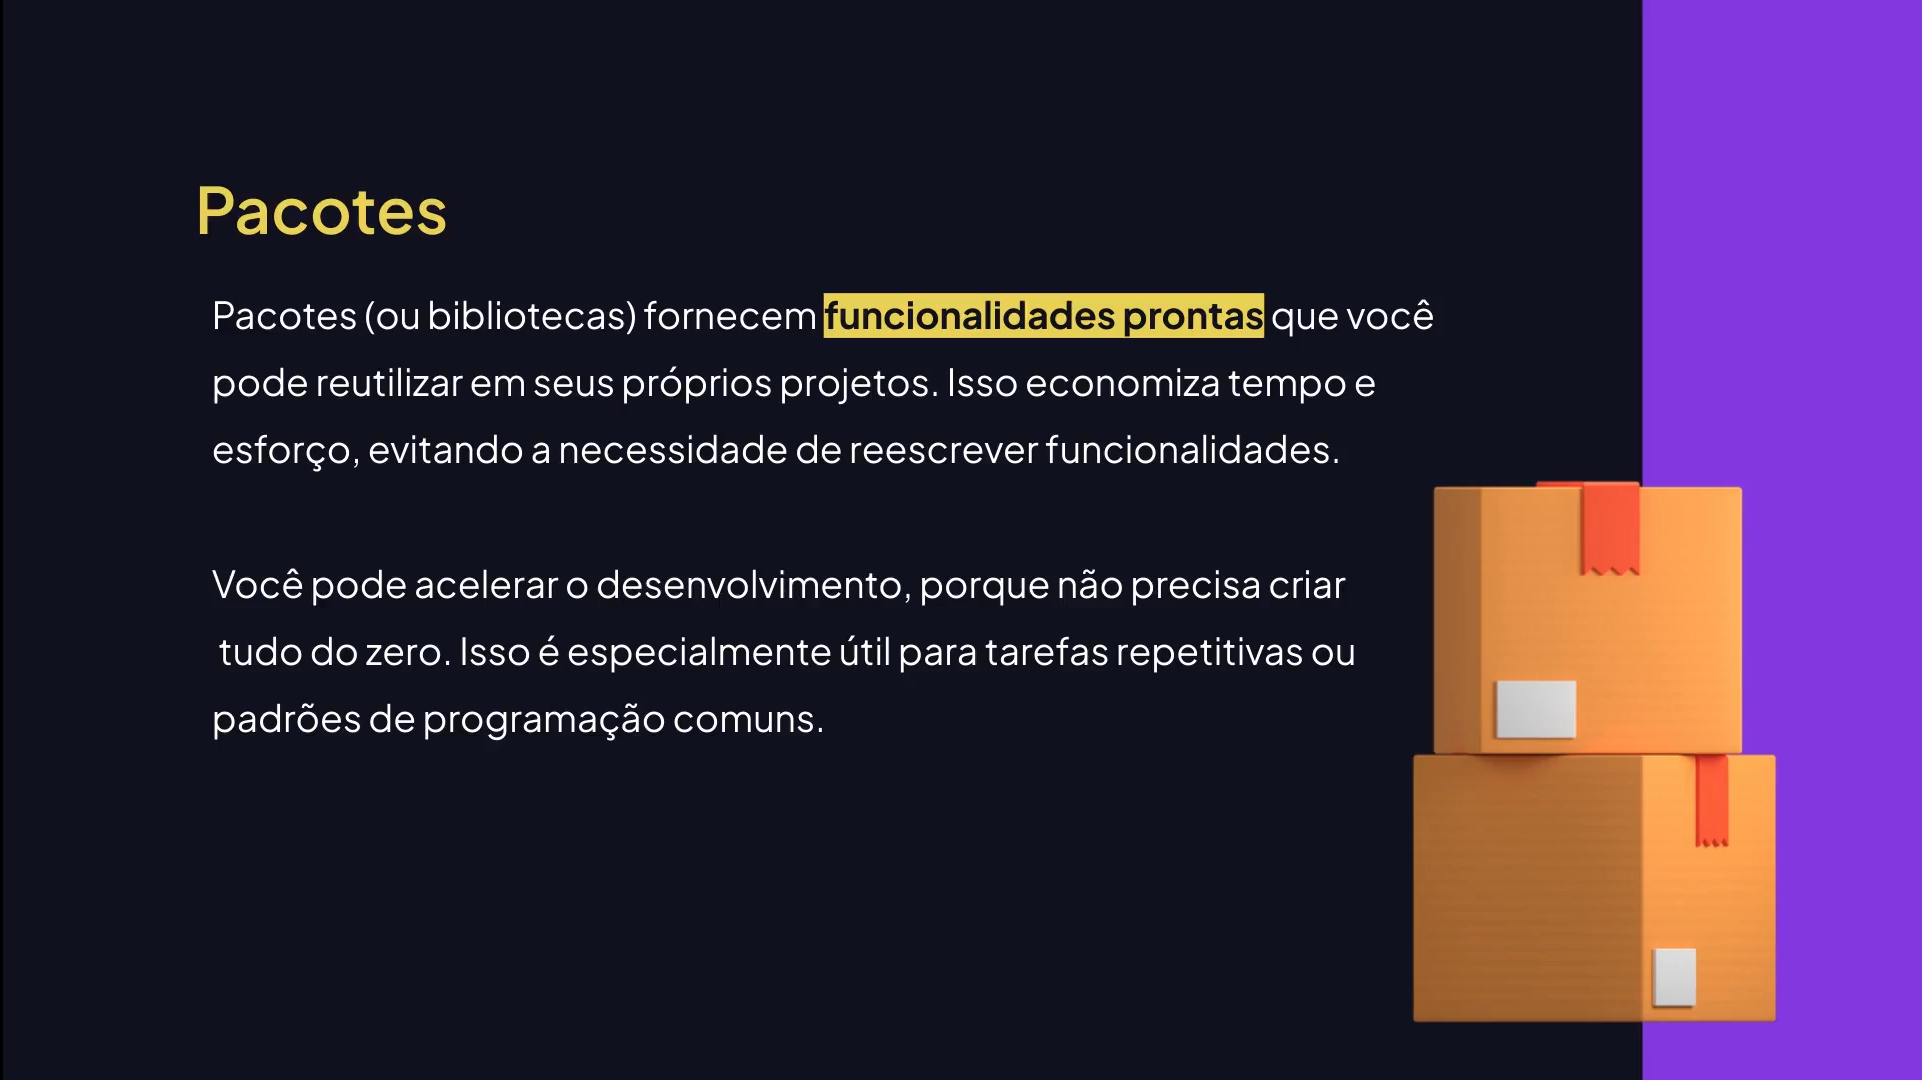 Pacotes
Pacotes (ou bibliotecas) fornecem funcionalidades prontas que você
pode reutilizar em seus próprios projetos. Isso economiza tempo e
esforço, evitando a necessidade de reescrever funcionalidades.
Você pode acelerar o desenvolvimento, porque não precisa criar
tudo do zero. Isso é especialmente útil para tarefas repetitivas ou
padrões de programação comuns.